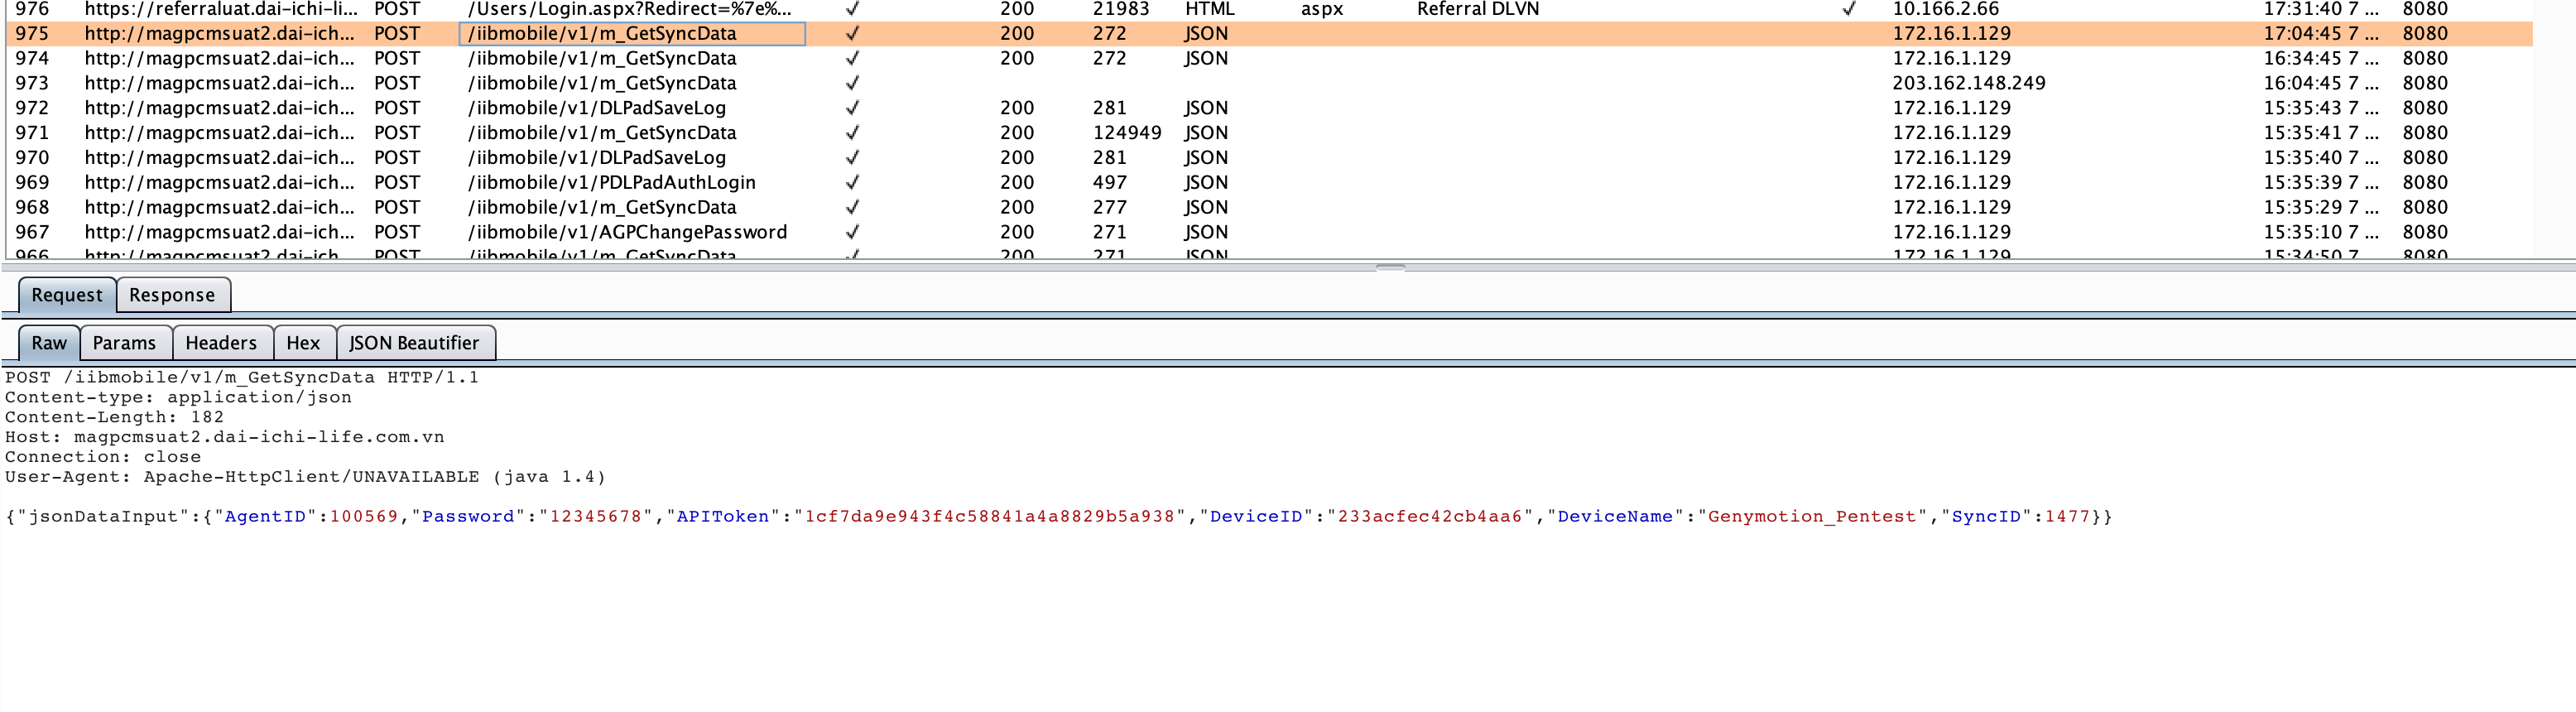 976 https://referraluat.dai-ichi-li... POST /Users/Login.aspx?Redirect=%7e%... ✓ 200 21983 HTML aspx Referral DLVN ✓ 10.166.2.66 17:31:40 7 ... 8080
975 http://magpcmsuat2.dai-ich... POST /iibmobile/v1/m_GetSyncData ✓ 200 272 JSON 172.16.1.129 17:04:45 7 ... 8080
974 http://magpcmsuat2.dai-ich... POST /iibmobile/v1/m_GetSyncData ✓ 200 272 JSON 172.16.1.129 16:34:45 7 ... 8080
973 http://magpcmsuat2.dai-ich... POST /iibmobile/v1/m_GetSyncData ✓ 203.162.148.249 16:04:45 7 ... 8080
972 http://magpcmsuat2.dai-ich... POST /iibmobile/v1/DLPadSaveLog ✓ 200 281 JSON 172.16.1.129 15:35:43 7 ... 8080
971 http://magpcmsuat2.dai-ich... POST /iibmobile/v1/m_GetSyncData ✓ 200 124949 JSON 172.16.1.129 15:35:41 7 ... 8080
970 http://magpcmsuat2.dai-ich... POST /iibmobile/v1/DLPadSaveLog ✓ 200 281 JSON 172.16.1.129 15:35:40 7 ... 8080
969 http://magpcmsuat2.dai-ich... POST /iibmobile/v1/PDLPadAuthLogin ✓ 200 497 JSON 172.16.1.129 15:35:39 7 ... 8080
968 http://magpcmsuat2.dai-ich... POST /iibmobile/v1/m_GetSyncData ✓ 200 277 JSON 172.16.1.129 15:35:29 7 ... 8080
967 http://magpcmsuat2.dai-ich... POST /iibmobile/v1/AGPChangePassword ✓ 200 271 JSON 172.16.1.129 15:35:10 7 ... 8080
966 http://magpcmsuat2.dai-ich... POST /iibmobile/v1/m_GetSyncData ✓ 200 271 JSON 172.16.1.129 15:34:50 7 ... 8080
Request Response
Raw Params Headers Hex JSON Beautifier
POST /iibmobile/v1/m_GetSyncData HTTP/1.1
Content-type: application/json
Content-Length: 182
Host: magpcmsuat2.dai-ichi-life.com.vn
Connection: close
User-Agent: Apache-HttpClient/UNAVAILABLE (java 1.4)
{"jsonDataInput":{"AgentID":100569,"Password":"12345678","APIToken":"1cf7da9e943f4c58841a4a8829b5a938","DeviceID":"233acfec42cb4aa6","DeviceName":"Genymotion_Pentest","SyncID":1477}}